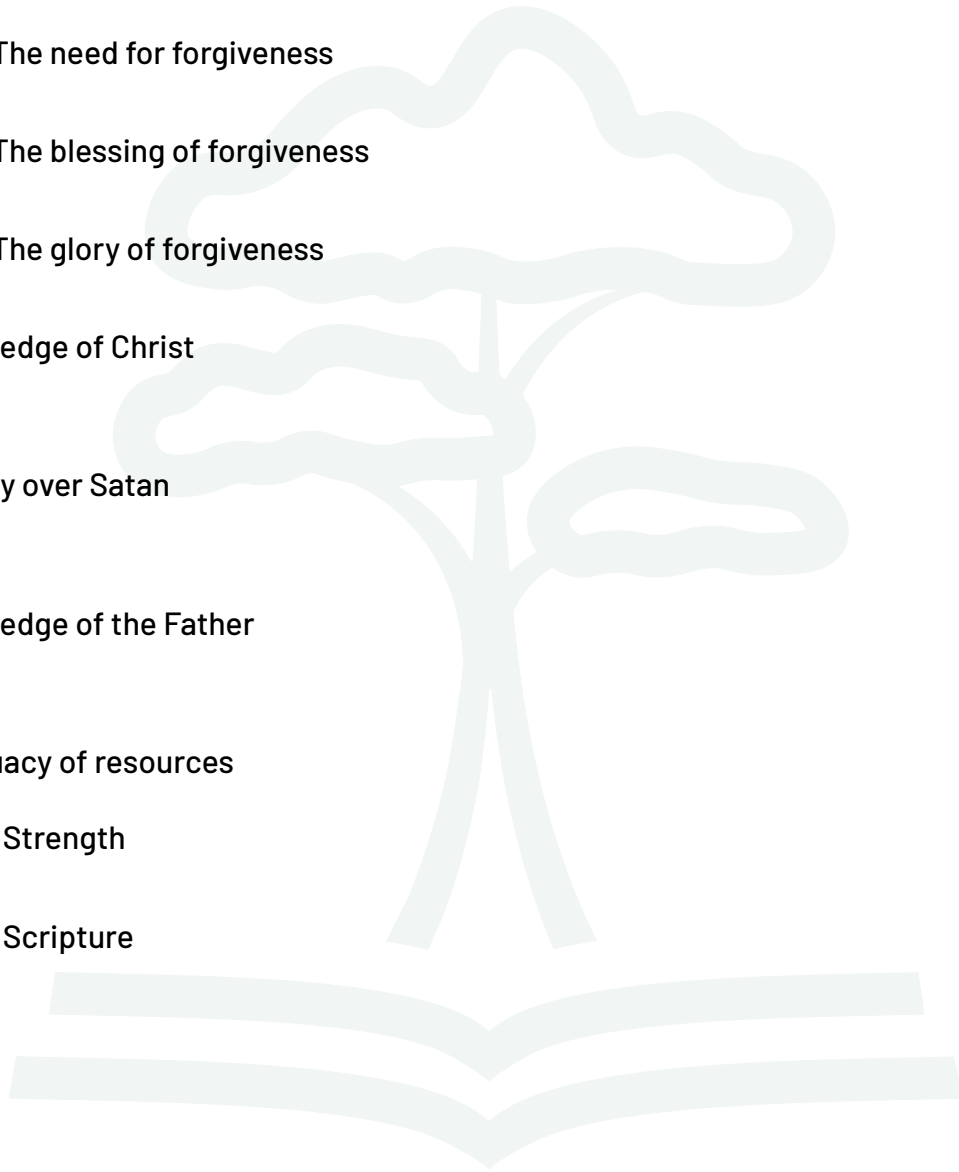 The need for forgiveness
The blessing of forgiveness
The glory of forgiveness
edge of Christ
y over Satan
edge of the Father
acy of resources
Strength
Scripture